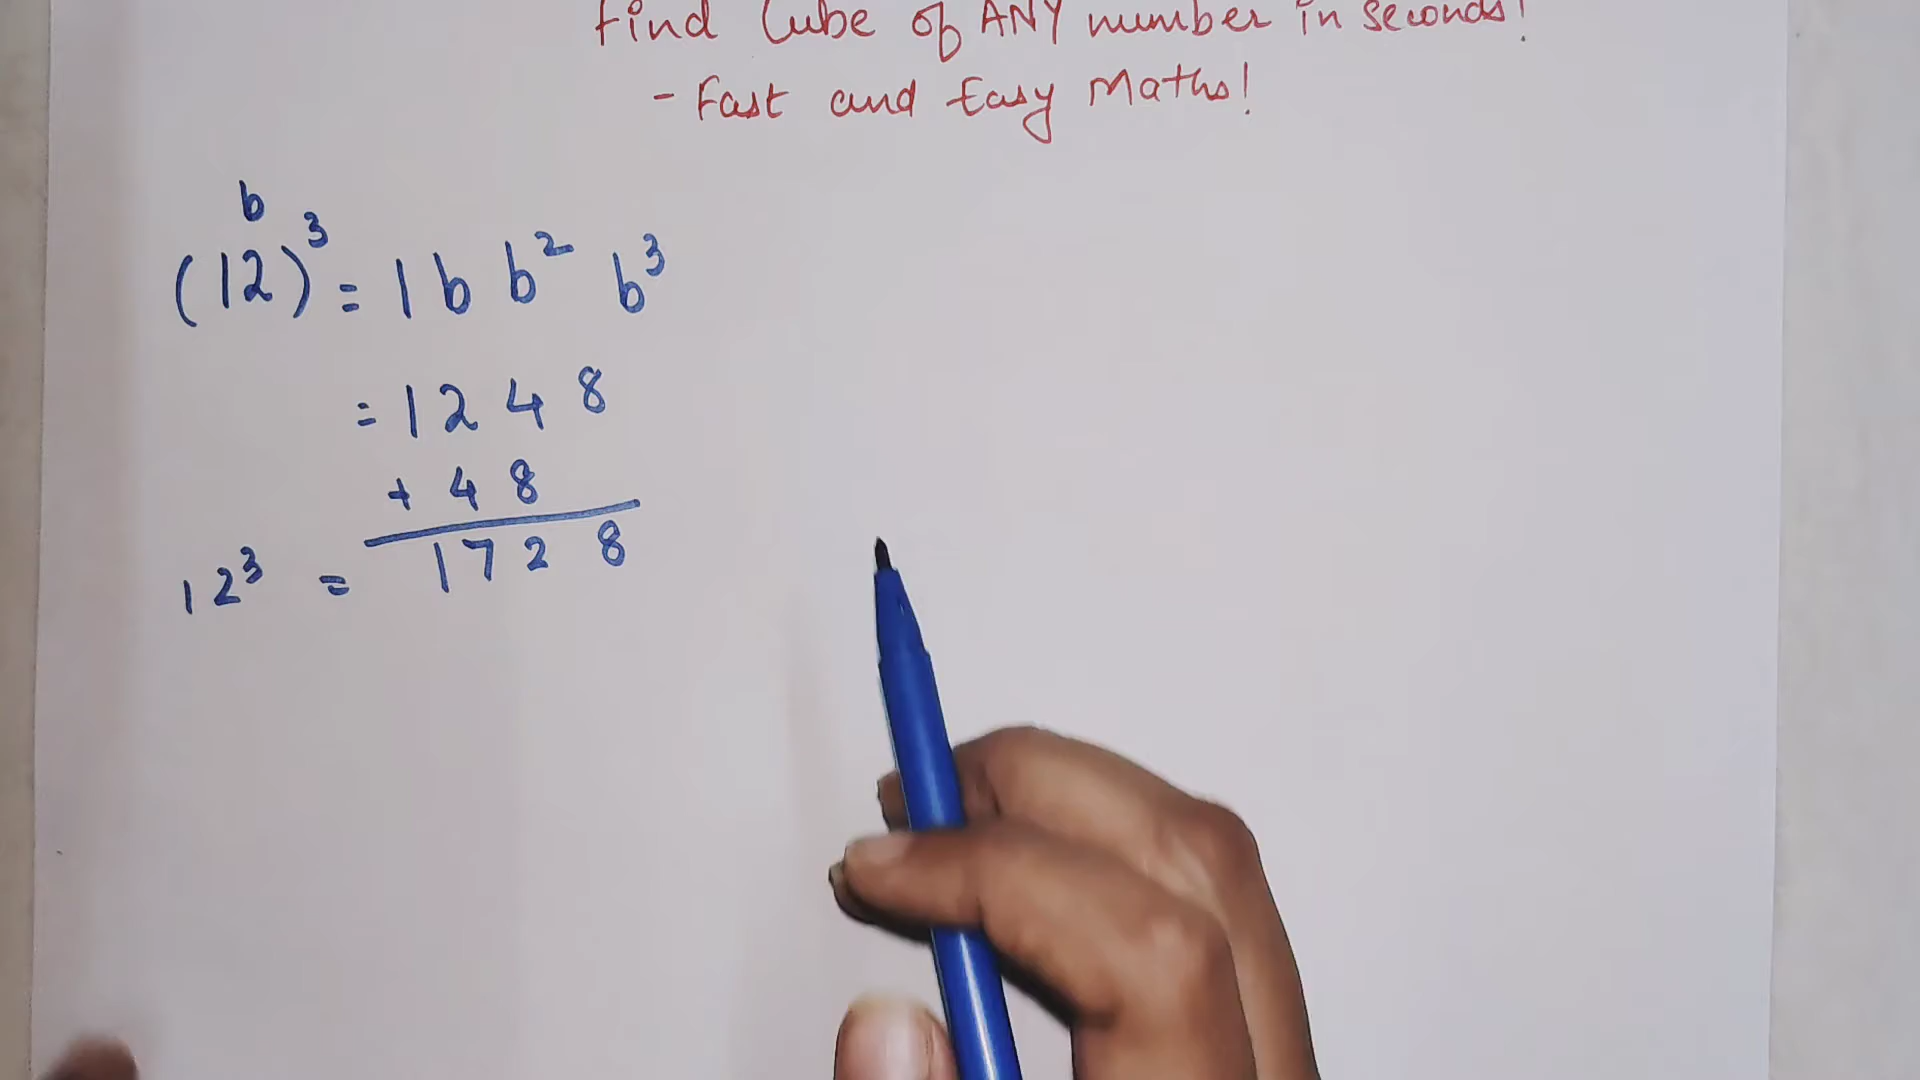 Find Cube of ANY number in seconds!
- Fast and Easy Maths!
b
(12)³ = 1 b b² b³
= 1 2 4 8
+ 4 8
12³ = 1 7 2 8